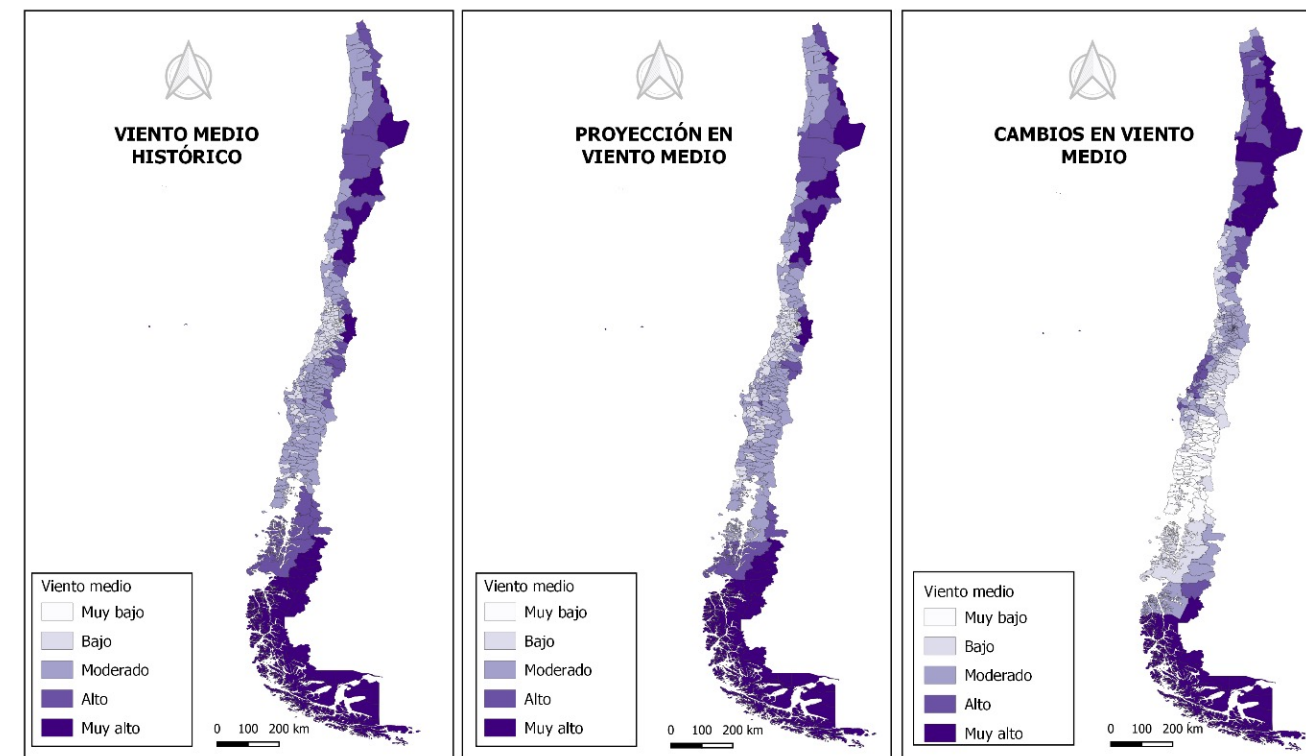 VIENTO MEDIO
HISTÓRICO
Viento medio
Muy bajo
Bajo
Moderado
Alto
Muy alto
0 100 200 km
PROYECCIÓN EN
VIENTO MEDIO
Viento medio
Muy bajo
Bajo
Moderado
Alto
Muy alto
0 100 200 km
CAMBIOS EN VIENTO
MEDIO
Viento medio
Muy bajo
Bajo
Moderado
Alto
Muy alto
0 100 200 km